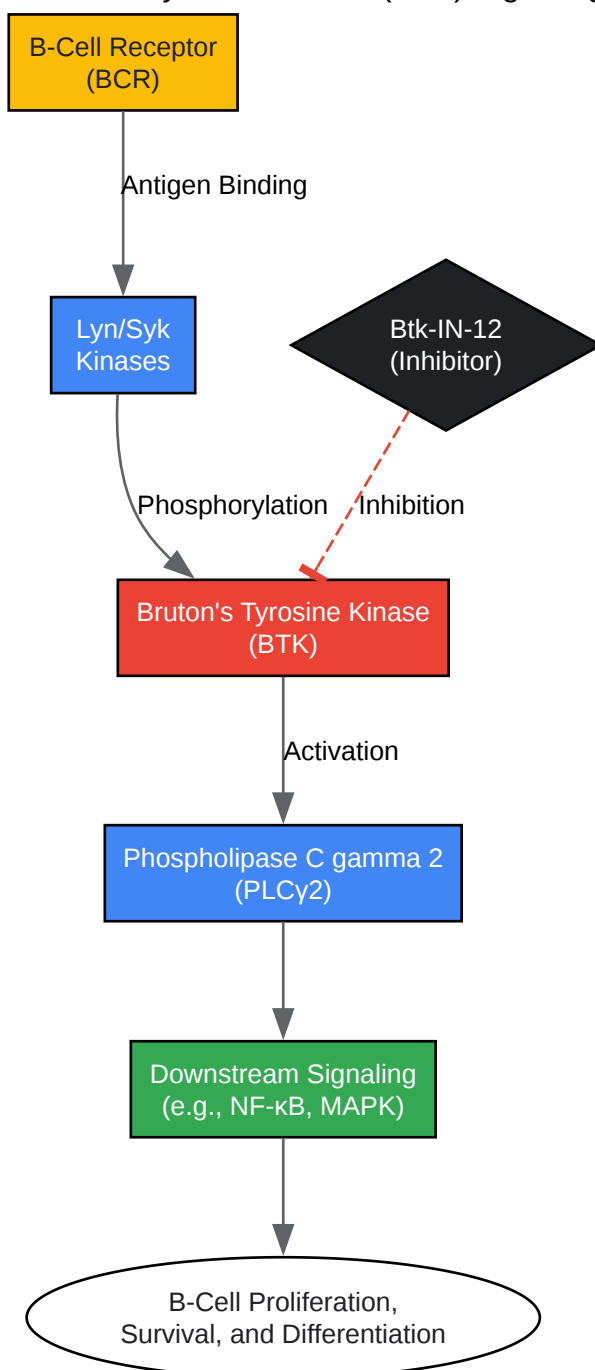 B-Cell Receptor
(BCR)
Antigen Binding
Lyn/Syk
Kinases
Btk-IN-12
(Inhibitor)
Phosphorylation
Inhibition
Bruton's Tyrosine Kinase
(BTK)
Activation
Phospholipase C gamma 2
(PLCγ2)
Downstream Signaling
(e.g., NF-κB, MAPK)
B-Cell Proliferation,
Survival, and Differentiation